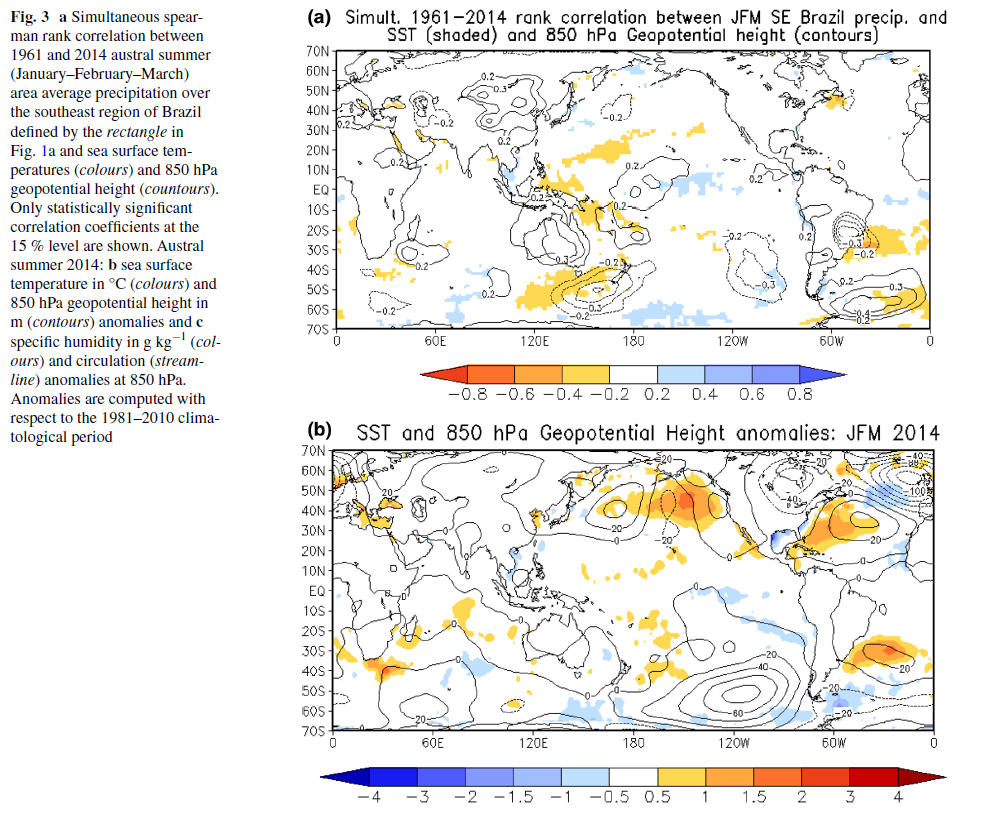 Fig. 3 a Simultaneous spear-
man rank correlation between
1961 and 2014 austral summer
(January–February–March)
area average precipitation over
the southeast region of Brazil
defined by the rectangle in
Fig. 1a and sea surface tem-
peratures (colours) and 850 hPa
geopotential height (countours).
Only statistically significant
correlation coefficients at the
15 % level are shown. Austral
summer 2014: b sea surface
temperature in °C (colours) and
850 hPa geopotential height in
m (contours) anomalies and c
specific humidity in g kg−1 (col-
ours) and circulation (stream-
line) anomalies at 850 hPa.
Anomalies are computed with
respect to the 1981–2010 clima-
tological period
(a) Simult. 1961–2014 rank correlation between JFM SE Brazil precip. and
SST (shaded) and 850 hPa Geopotential height (contours)
70N
60N
50N
40N
30N
20N
10N
EQ
10S
20S
30S
40S
50S
60S
70S
0 60E 120E 180 120W 60W 0
−0.8 −0.6 −0.4 −0.2 0.2 0.4 0.6 0.8
(b) SST and 850 hPa Geopotential Height anomalies: JFM 2014
70N
60N
50N
40N
30N
20N
10N
EQ
10S
20S
30S
40S
50S
60S
70S
0 60E 120E 180 120W 60W 0
−4 −3 −2 −1.5 −1 −0.5 0.5 1 1.5 2 3 4